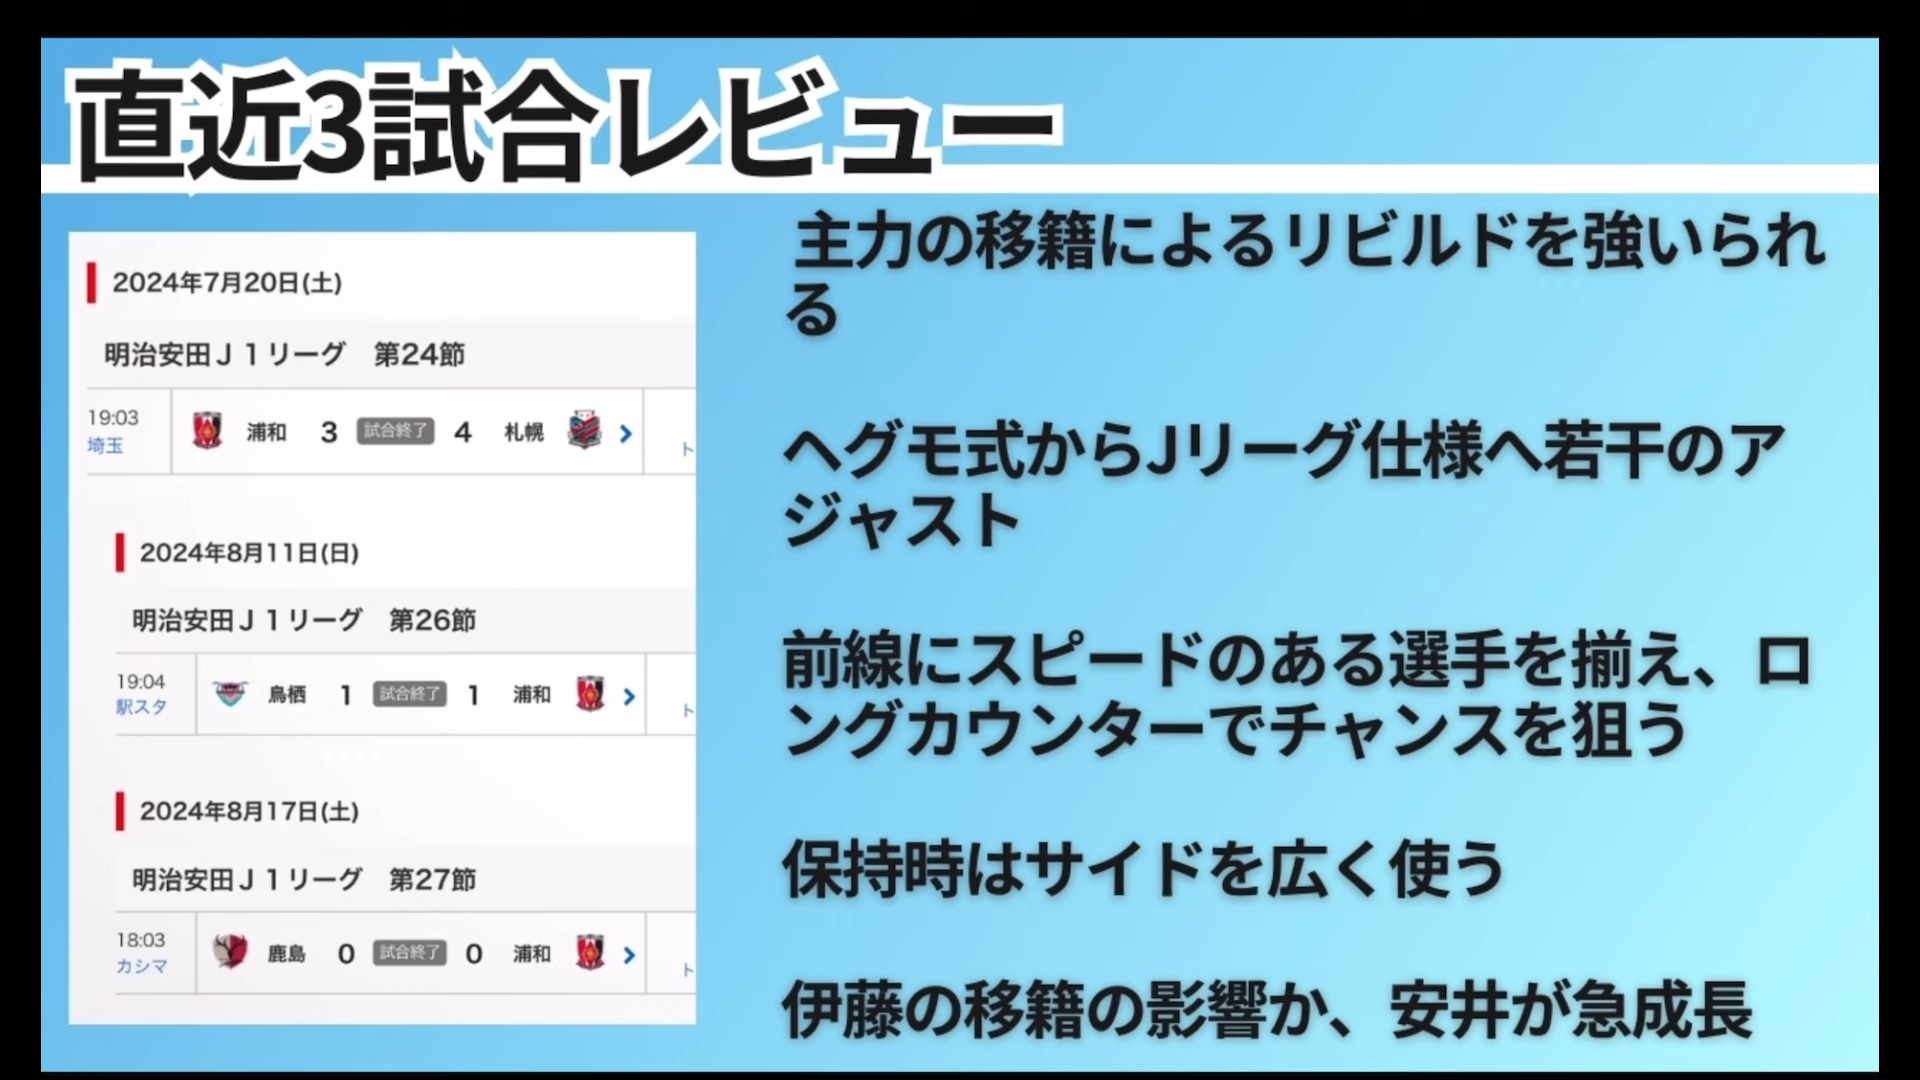 直近3試合レビュー
2024年7月20日(土)
明治安田J1リーグ 第24節
19:03
埼玉
浦和 3 試合終了 4 札幌
ト
2024年8月11日(日)
明治安田J1リーグ 第26節
19:04
駅スタ
鳥栖 1 試合終了 1 浦和
ト
2024年8月17日(土)
明治安田J1リーグ 第27節
18:03
カシマ
鹿島 0 試合終了 0 浦和
ト
主力の移籍によるリビルドを強いられ
る
ヘグモ式からJリーグ仕様へ若干のア
ジャスト
前線にスピードのある選手を揃え、ロ
ングカウンターでチャンスを狙う
保持時はサイドを広く使う
伊藤の移籍の影響か、安井が急成長